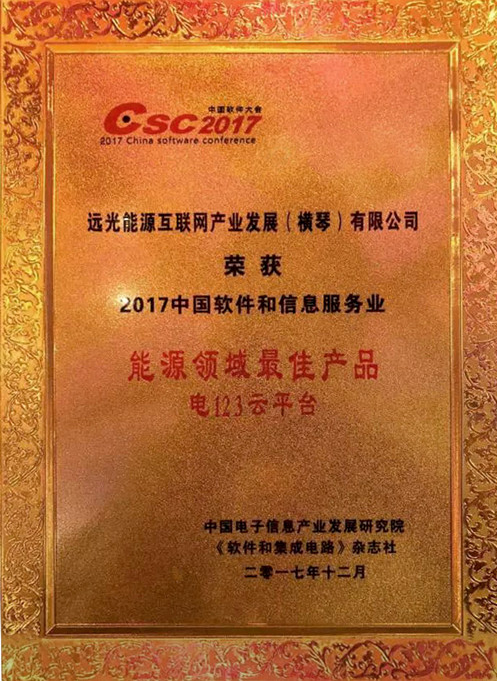 中国软件大会
CSC2017
2017 China software conference
远光能源互联网产业发展（横琴）有限公司
荣获
2017中国软件和信息服务业
能源领域最佳产品
电123云平台
中国电子信息产业发展研究院
《软件和集成电路》杂志社
二零一七年十二月